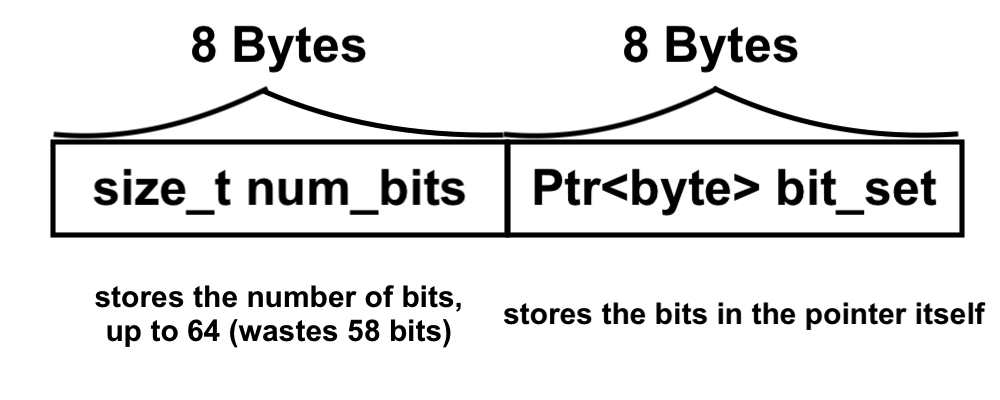 8 Bytes 8 Bytes
size_t num_bits Ptr<byte> bit_set
stores the number of bits,
up to 64 (wastes 58 bits)
stores the bits in the pointer itself